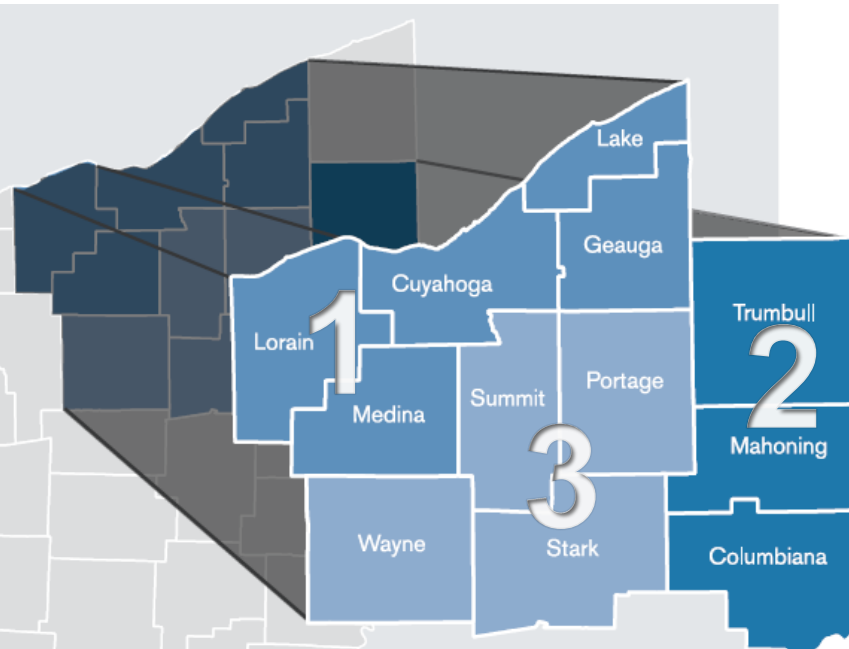 Lake
Geauga
Cuyahoga
Trumbull
1
Lorain
2
Portage
Summit
Medina
Mahoning
3
Wayne
Stark
Columbiana